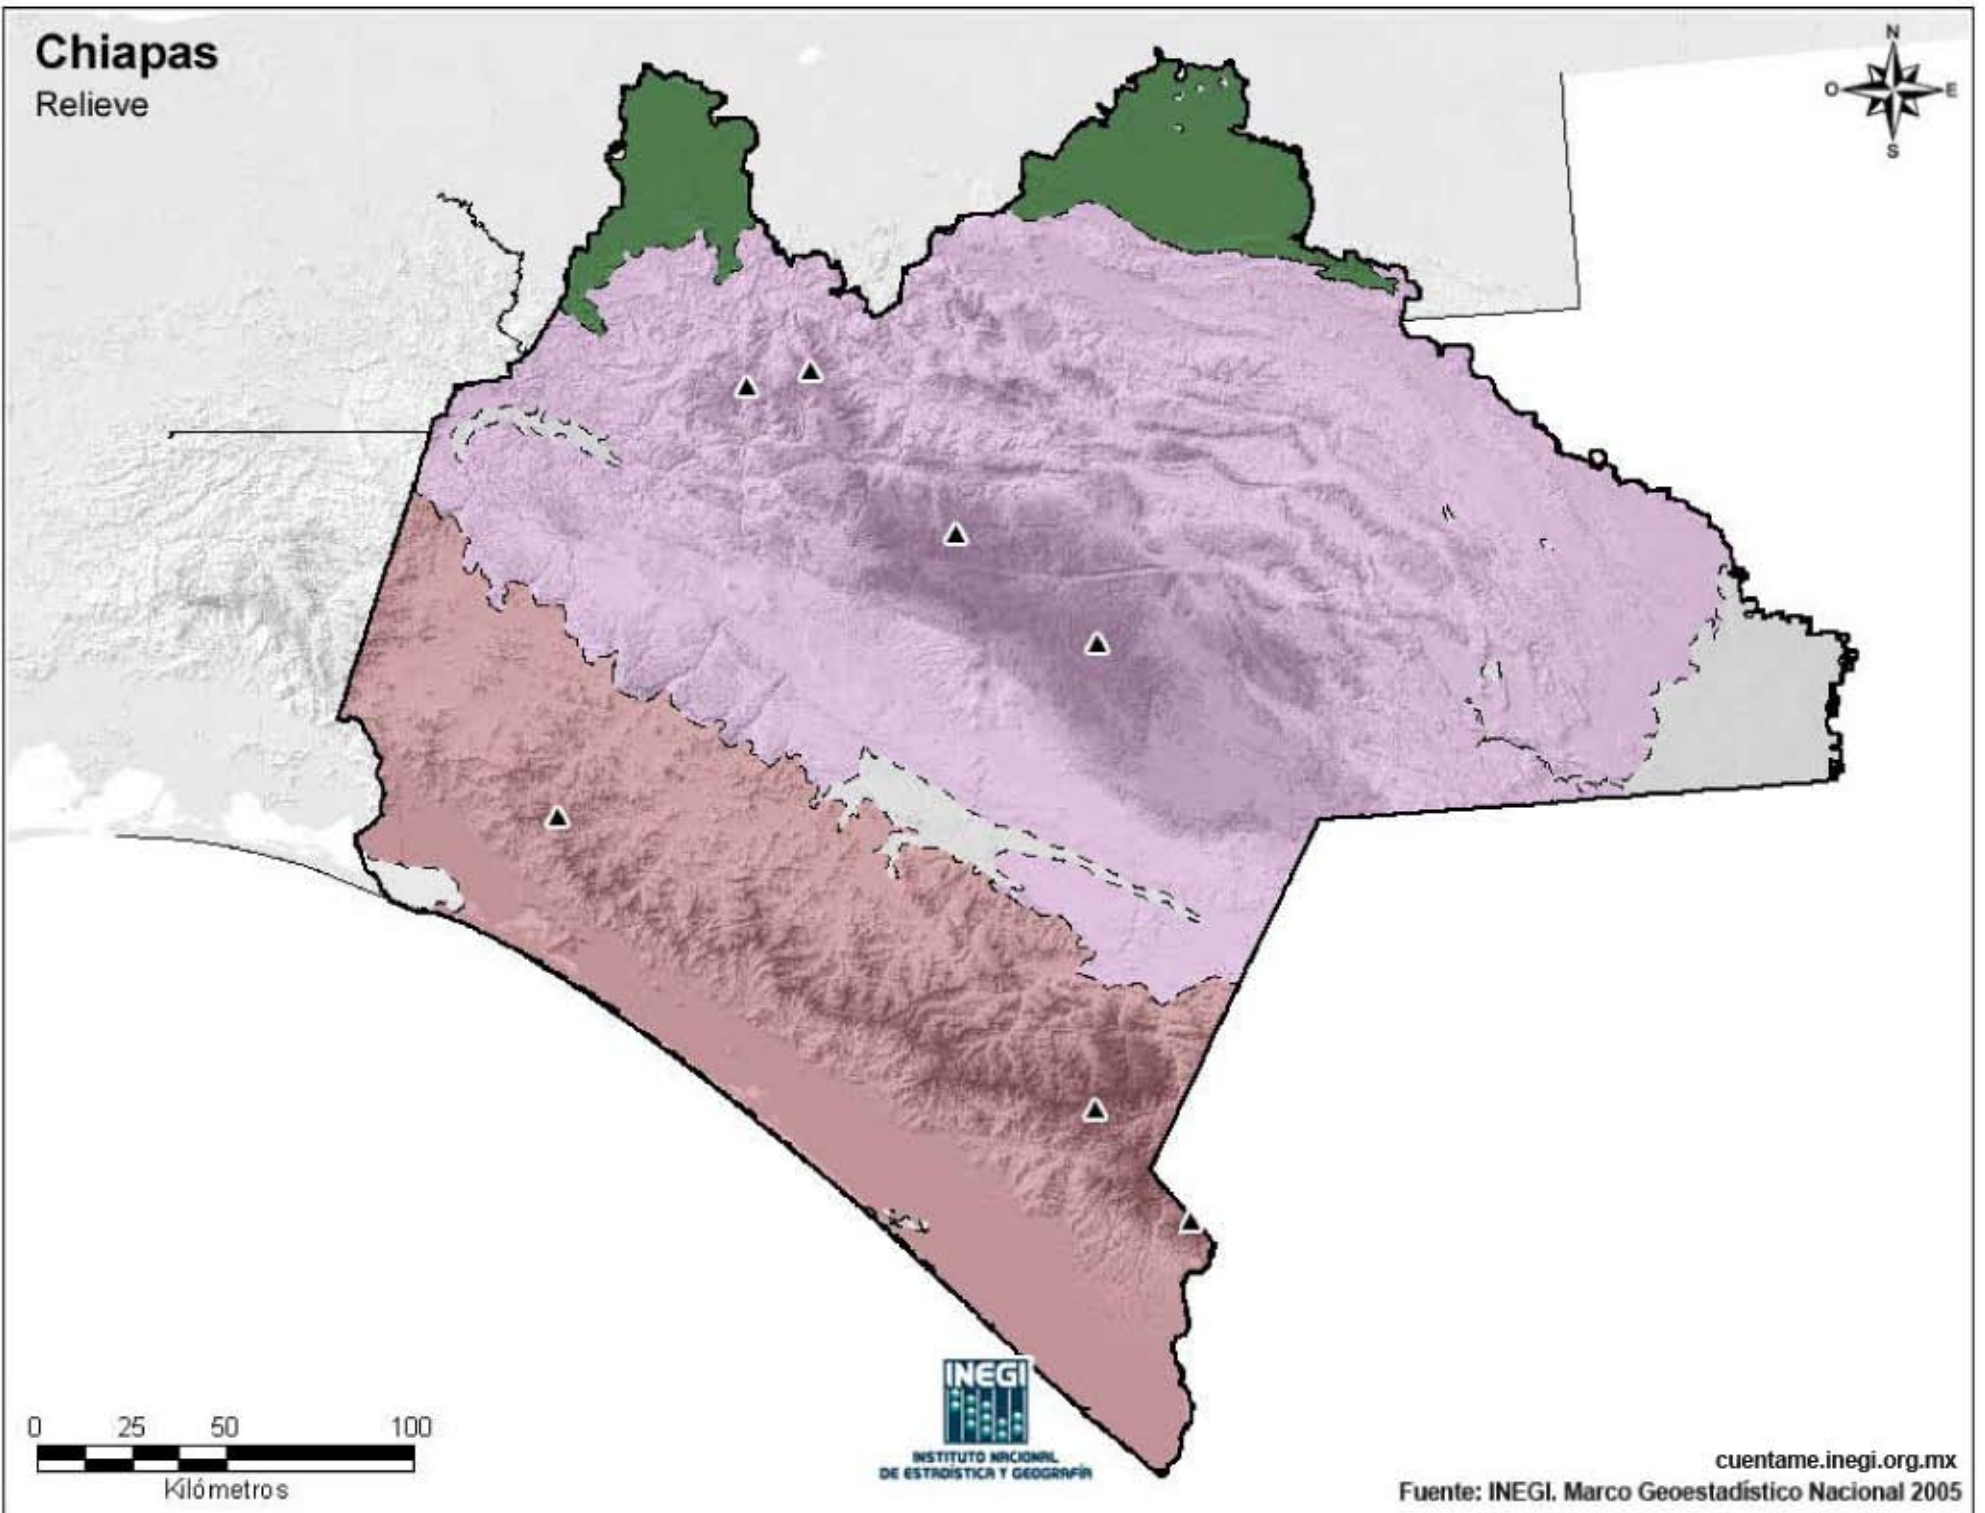 Chiapas
Relieve
N
O E
S
0 25 50 100
Kilómetros
INEGI
INSTITUTO NACIONAL
DE ESTADÍSTICA Y GEOGRAFÍA
cuentame.inegi.org.mx
Fuente: INEGI. Marco Geoestadístico Nacional 2005